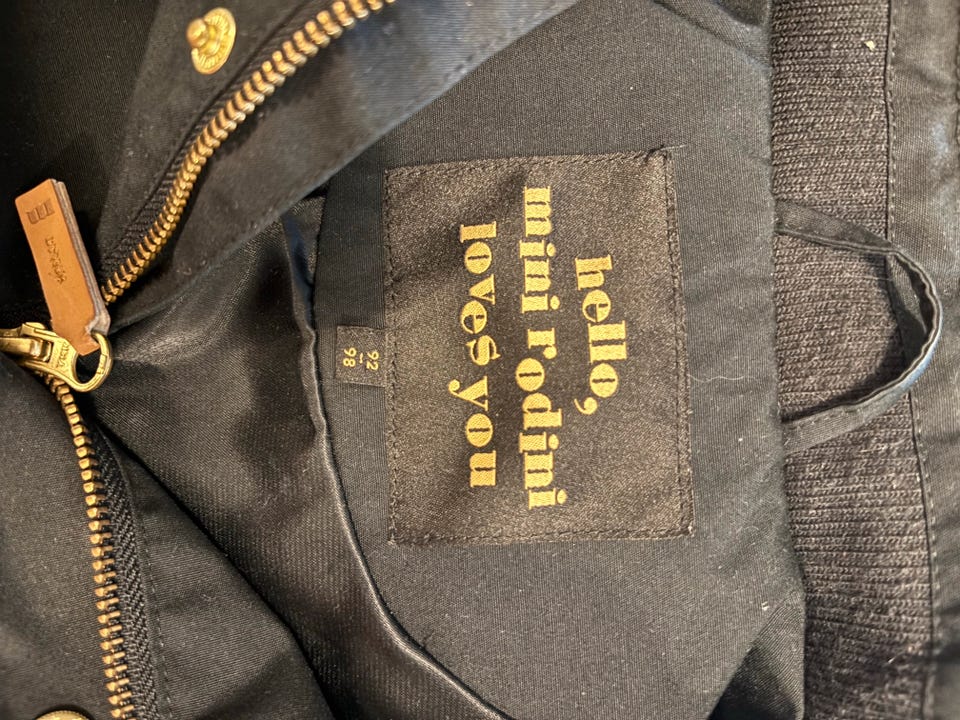 hello,
mini rodini
loves you
92
-
98